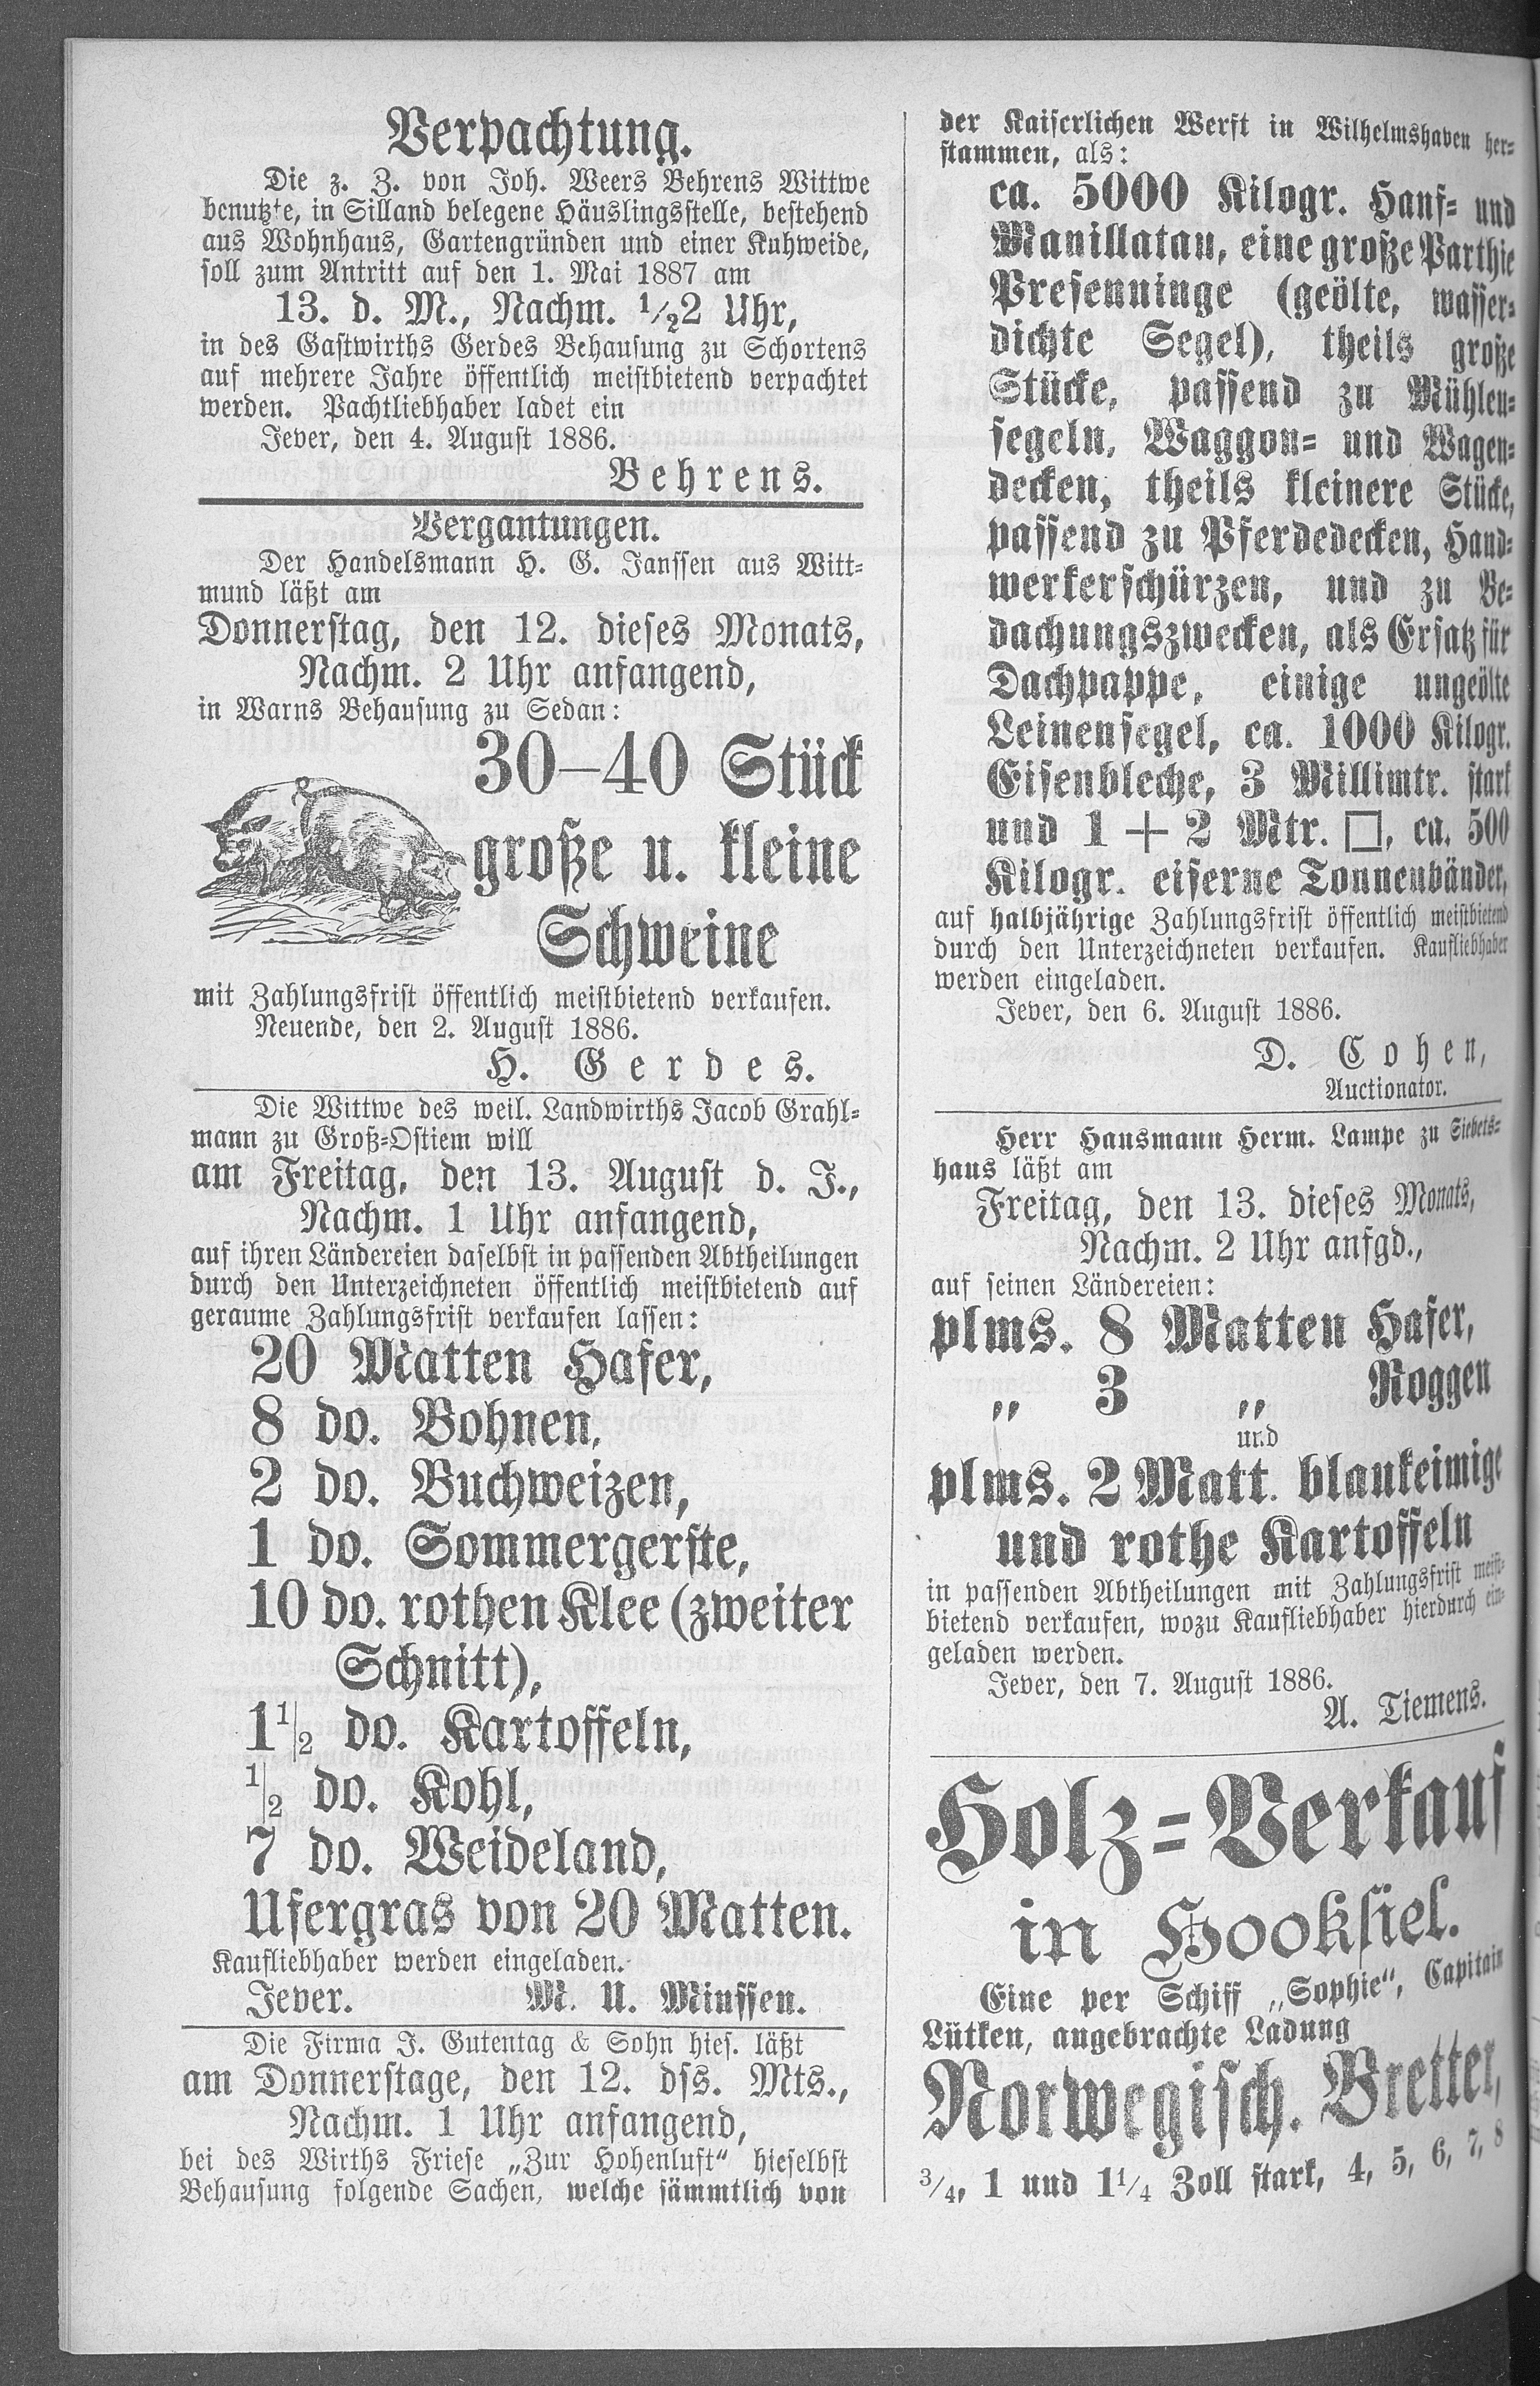 Verpachtung.
Die z. Z. von Joh. Weers Behrens Wittwe
benutzte, in Silland belegene Häuslingsstelle, bestehend
aus Wohnhaus, Gartengründen und einer Kuhweide,
soll zum Antritt auf den 1. Mai 1887 am
13. d. M., Nachm. ½2 Uhr,
in des Gastwirths Gerdes Behausung zu Schortens
auf mehrere Jahre öffentlich meistbietend verpachtet
werden. Pachtliebhaber ladet ein
Jever, den 4. August 1886.
Behrens.
Vergantungen.
Der Handelsmann H. G. Janssen aus Witt-
mund läßt am
Donnerstag, den 12. dieses Monats,
Nachm. 2 Uhr anfangend,
in Warns Behausung zu Sedan:
30–40 Stück
große u. kleine
Schweine
mit Zahlungsfrist öffentlich meistbietend verkaufen.
Neuende, den 2. August 1886.
H. Gerdes.
Die Wittwe des weil. Landwirths Jacob Grahl-
mann zu Groß-Ostiem will
am Freitag, den 13. August d. J.,
Nachm. 1 Uhr anfangend,
auf ihren Ländereien daselbst in passenden Abtheilungen
durch den Unterzeichneten öffentlich meistbietend auf
geraume Zahlungsfrist verkaufen lassen:
20 Matten Hafer,
8 do. Bohnen,
2 do. Buchweizen,
1 do. Sommergerste,
10 do. rothen Klee (zweiter
Schnitt),
1½ do. Kartoffeln,
½ do. Kohl,
7 do. Weideland,
Ufergras von 20 Matten.
Kaufliebhaber werden eingeladen.
Jever. M. U. Minssen.
Die Firma J. Gutentag & Sohn hies. läßt
am Donnerstage, den 12. dss. Mts.,
Nachm. 1 Uhr anfangend,
bei des Wirths Friese „Zur Hohenluft“ hieselbst
Behausung folgende Sachen, welche sämmtlich von
der Kaiserlichen Werft in Wilhelmshaven her-
stammen, als:
ca. 5000 Kilogr. Hanf- und
Manillatau, eine große Parthie
Presenninge (geölte, wasser-
dichte Segel), theils große
Stücke, passend zu Mühlen-
segeln, Waggon- und Wagen-
decken, theils kleinere Stücke,
passend zu Pferdedecken, Hand-
werkerschürzen, und zu Be-
dachungszwecken, als Ersatz für
Dachpappe, einige ungeölte
Leinensegel, ca. 1000 Kilogr.
Eisenbleche, 3 Millimtr. stark
und 1 + 2 Mtr. □, ca. 500
Kilogr. eiserne Tonnenbänder,
auf halbjährige Zahlungsfrist öffentlich meistbietend
durch den Unterzeichneten verkaufen. Kaufliebhaber
werden eingeladen.
Jever, den 6. August 1886.
D. Cohen,
Auctionator.
Herr Hausmann Herm. Lampe zu Siebets-
haus läßt am
Freitag, den 13. dieses Monats,
Nachm. 2 Uhr anfgd.,
auf seinen Ländereien:
plms. 8 Matten Hafer,
„ 3 „ Roggen
und
plms. 2 Matt. blaukeimige
und rothe Kartoffeln
in passenden Abtheilungen mit Zahlungsfrist meist-
bietend verkaufen, wozu Kaufliebhaber hierdurch ein-
geladen werden.
Jever, den 7. August 1886.
A. Tiemens.
Holz-Verkauf
in Hooksiel.
Eine per Schiff „Sophie“, Capitain
Lütken, angebrachte Ladung
Norwegisch. Bretter,
¾, 1 und 1¼ Zoll stark, 4, 5, 6, 7, 8